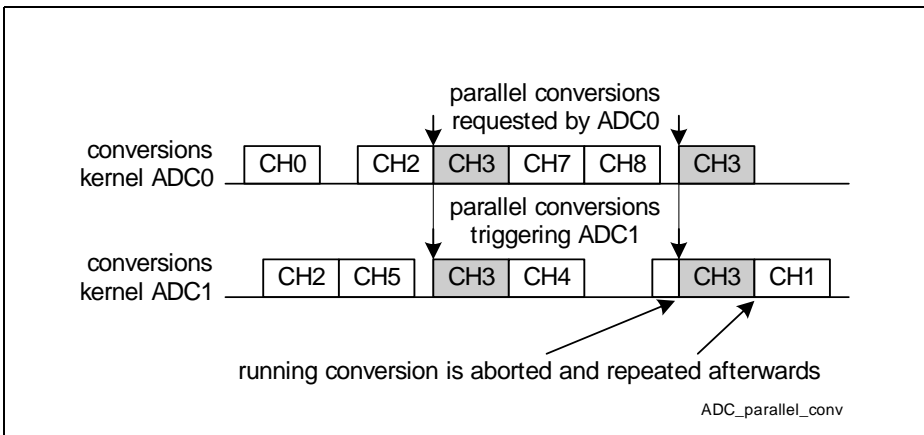 parallel conversions
requested by ADC0
conversions
kernel ADC0
CH0 CH2 CH3 CH7 CH8 CH3
parallel conversions
triggering ADC1
conversions
kernel ADC1
CH2 CH5 CH3 CH4 CH3 CH1
running conversion is aborted and repeated afterwards
ADC_parallel_conv